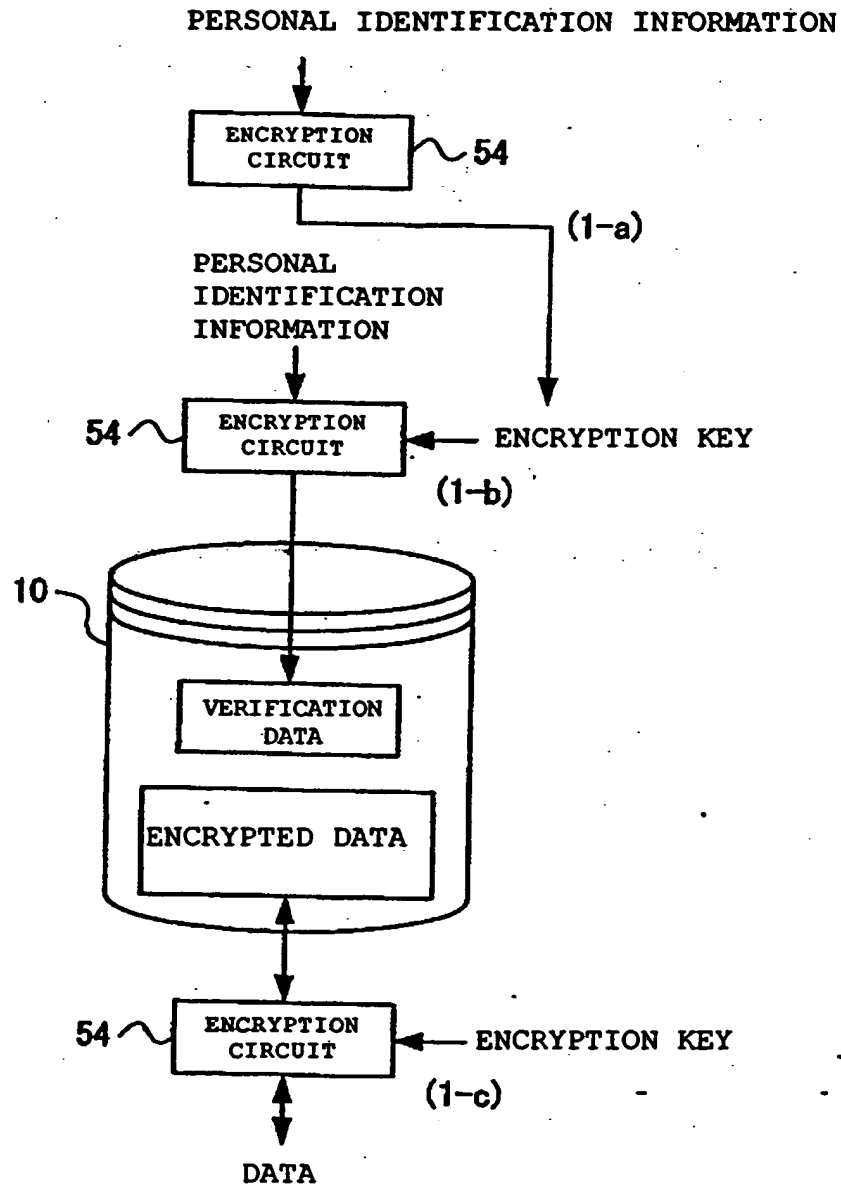 PERSONAL IDENTIFICATION INFORMATION
ENCRYPTION
CIRCUIT
54
(1-a)
PERSONAL
IDENTIFICATION
INFORMATION
54
ENCRYPTION
CIRCUIT
ENCRYPTION KEY
(1-b)
10
VERIFICATION
DATA
ENCRYPTED DATA
54
ENCRYPTION
CIRCUIT
ENCRYPTION KEY
(1-c)
DATA